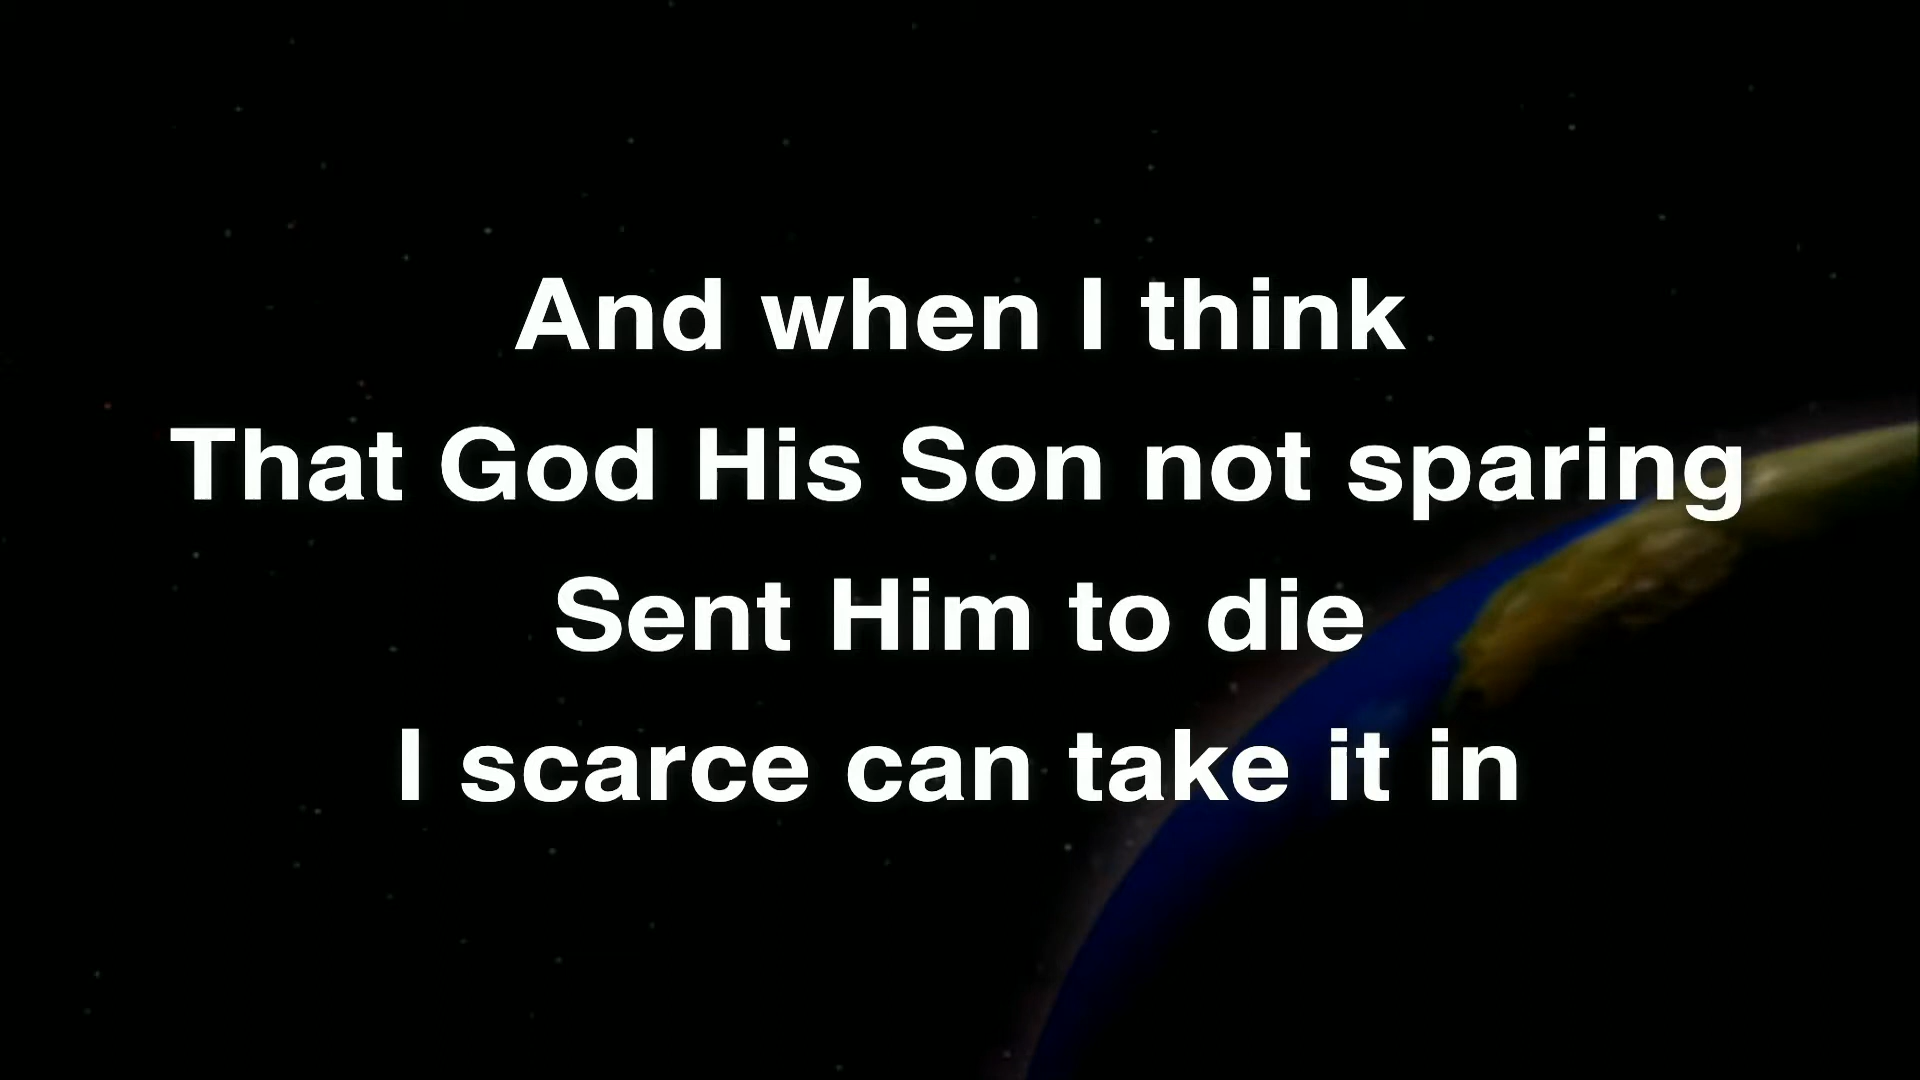 And when I think
That God His Son not sparing
Sent Him to die
I scarce can take it in